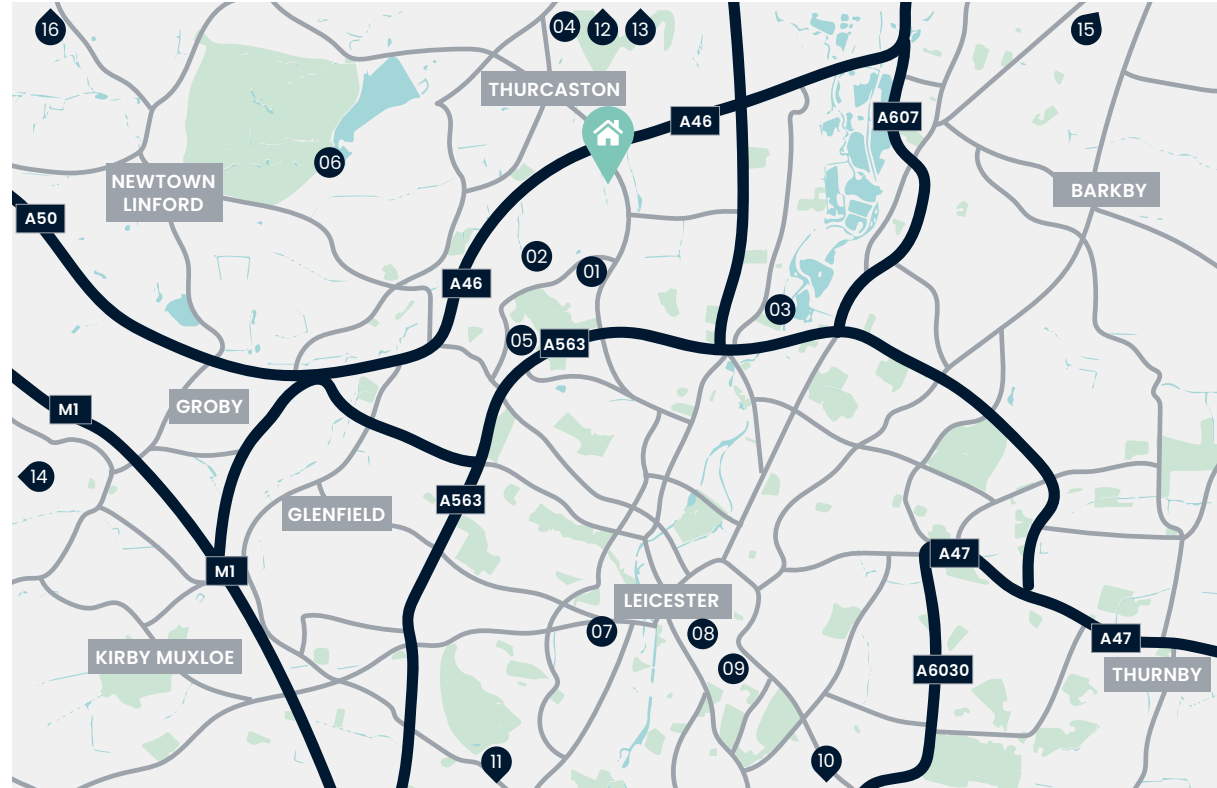 16
04
12
13
15
THURCASTON
A46
A607
06
NEWTOWN
LINFORD
BARKBY
A50
02
01
A46
03
05
A563
GROBY
M1
14
A563
GLENFIELD
A47
M1
LEICESTER
07
08
A47
KIRBY MUXLOE
09
A6030
THURNBY
11
10